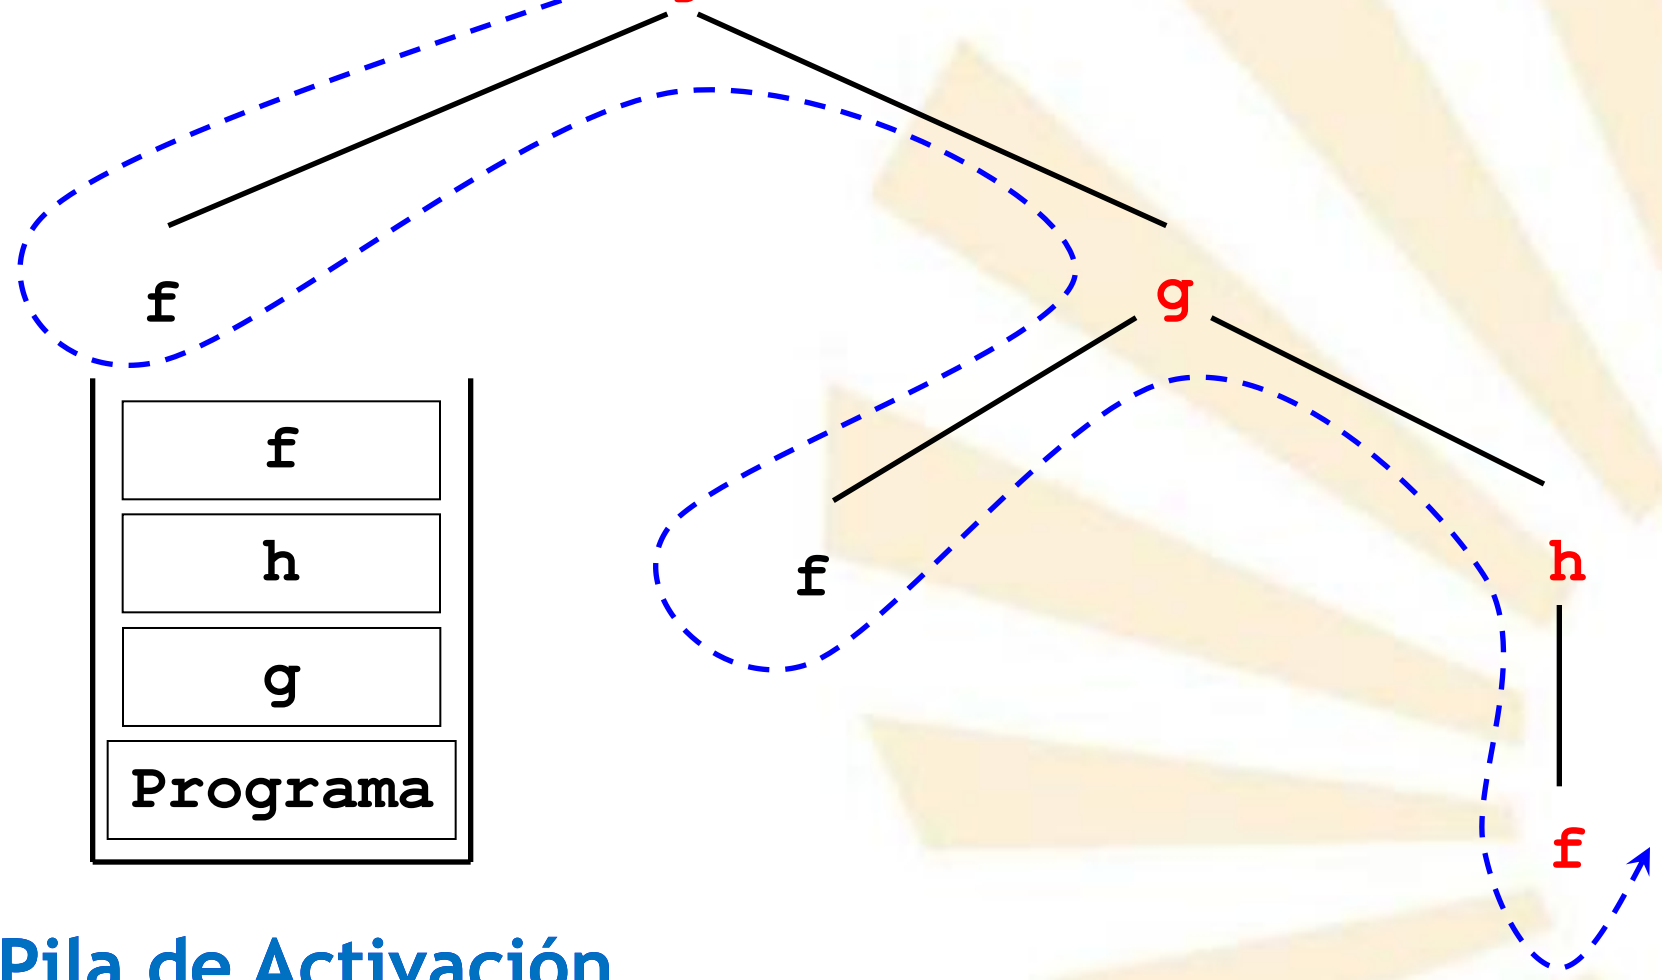 f
g
f
h
f
f
h
g
Programa
Pila de Activación